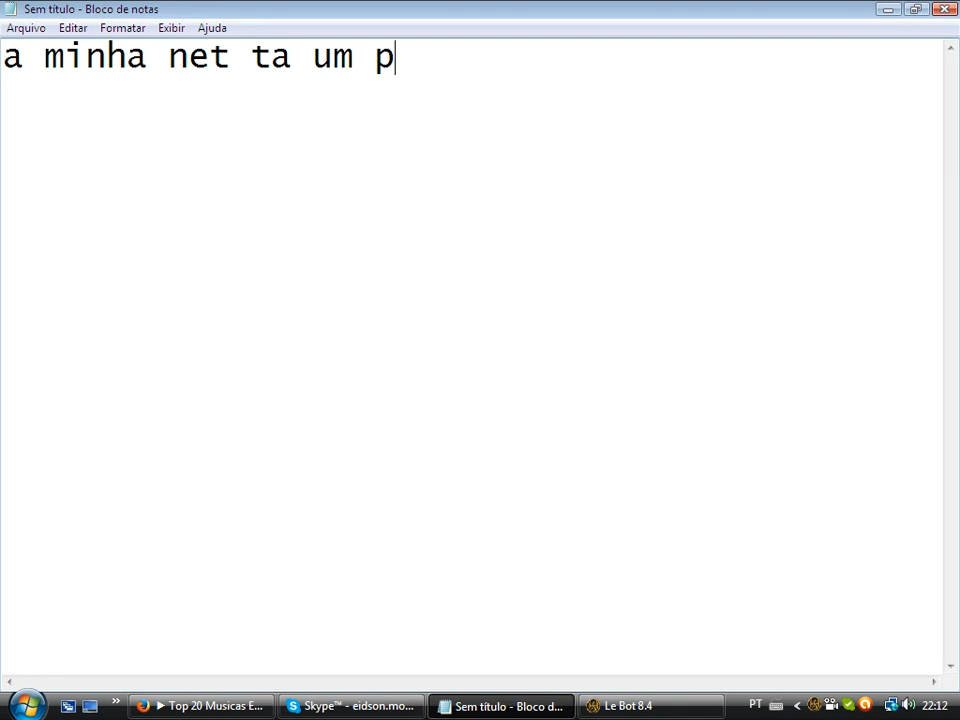 Sem título - Bloco de notas
Arquivo Editar Formatar Exibir Ajuda
a minha net ta um p
Top 20 Musicas E... Skype™ - eidson.mo... Sem título - Bloco d... Le Bot 8.4 PT 22:12